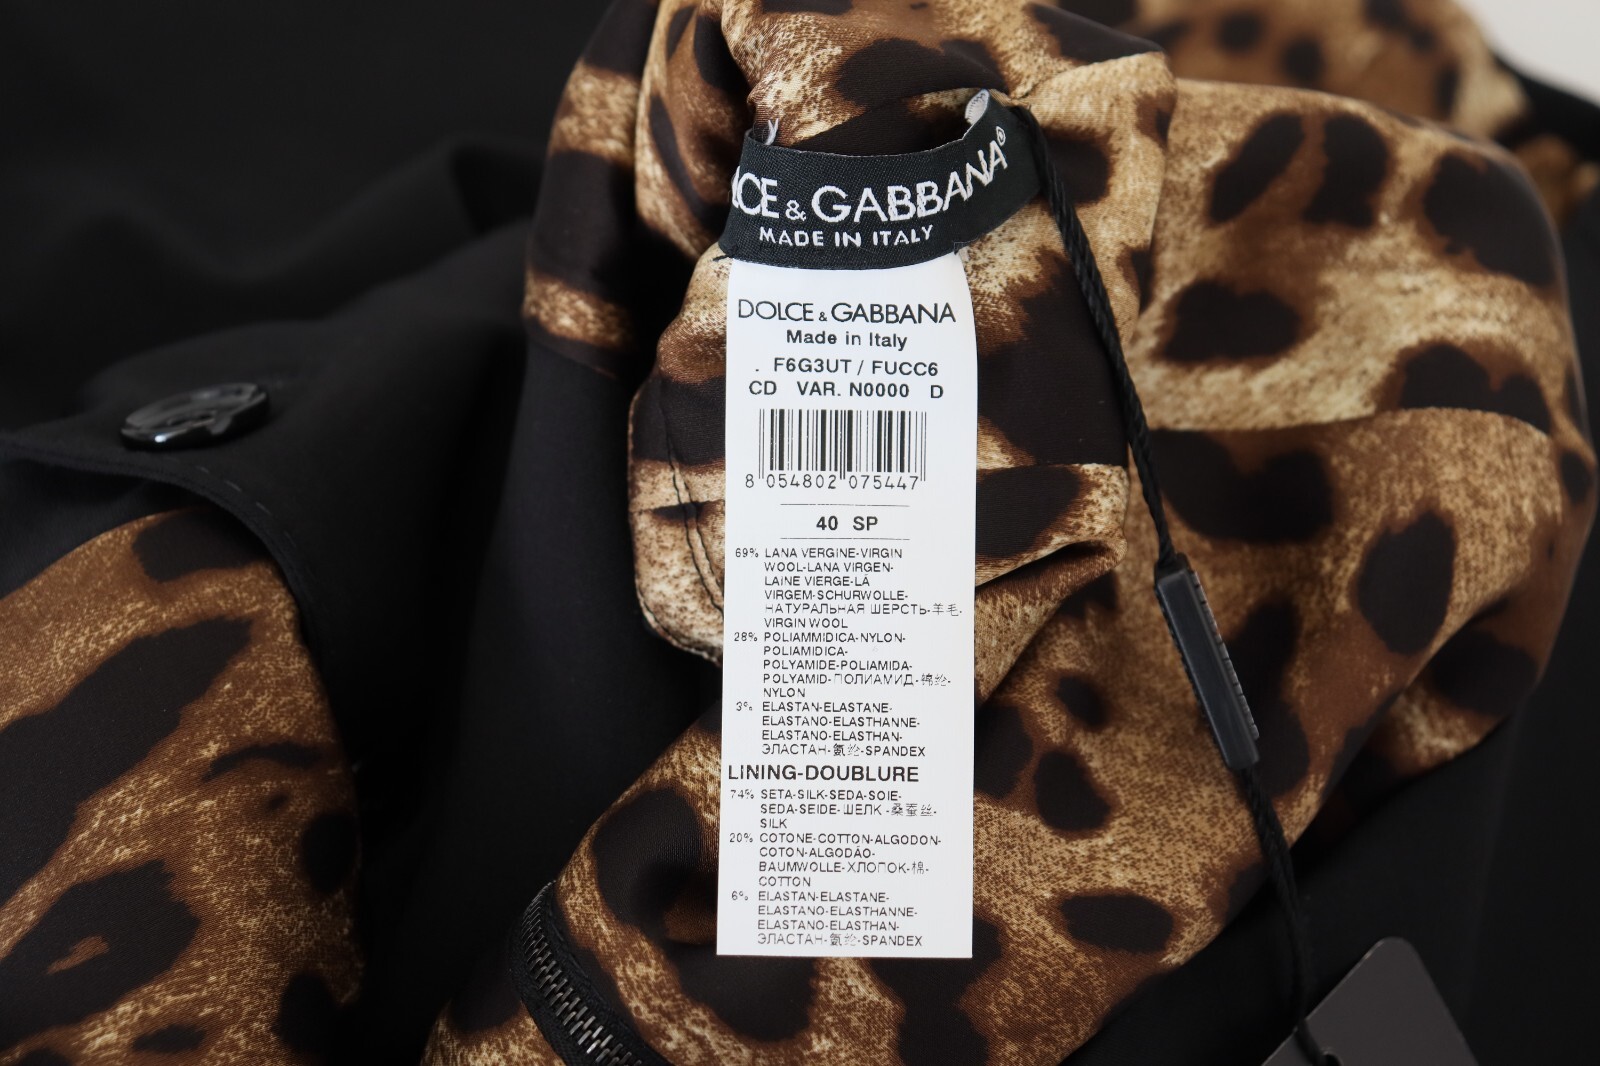 CE & GABBANA®
MADE IN ITALY
DOLCE & GABBANA
Made in Italy
. F6G3UT / FUCC6
CD VAR. N0000 D
8 054802 075447
40 SP
69% LANA VERGINE-VIRGIN
WOOL-LANA VIRGEN-
LAINE VIERGE-LÃ
VIRGEM-SCHURWOLLE-
НАТУРАЛЬНАЯ ШЕРСТЬ-羊毛-
VIRGIN WOOL
28% POLIAMMIDICA-NYLON-
POLIAMIDICA-
POLYAMIDE-POLIAMIDA-
POLYAMID-ПОЛИАМИД-锦纶-
NYLON
3% ELASTAN-ELASTANE-
ELASTANO-ELASTHANNE-
ELASTANO-ELASTHAN-
ЭЛАСТАН-氨纶-SPANDEX
LINING-DOUBLURE
74% SETA-SILK-SEDA-SOIE-
SEDA-SEIDE-ШЕЛК-桑蚕丝-
SILK
20% COTONE-COTTON-ALGODON-
COTON-ALGODÃO-
BAUMWOLLE-ХЛОПОК-棉-
COTTON
6% ELASTAN-ELASTANE-
ELASTANO-ELASTHANNE-
ELASTANO-ELASTHAN-
ЭЛАСТАН-氨纶-SPANDEX